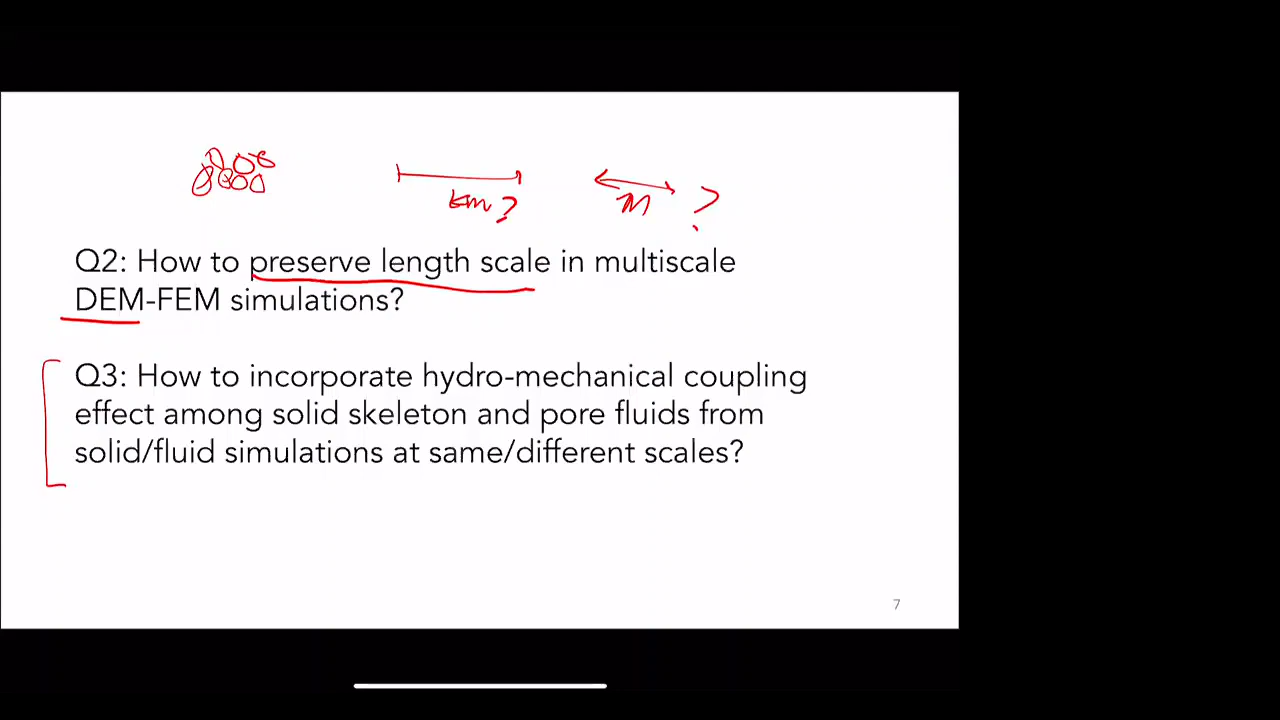 km?
m ?
Q2: How to preserve length scale in multiscale
DEM-FEM simulations?
Q3: How to incorporate hydro-mechanical coupling
effect among solid skeleton and pore fluids from
solid/fluid simulations at same/different scales?
7